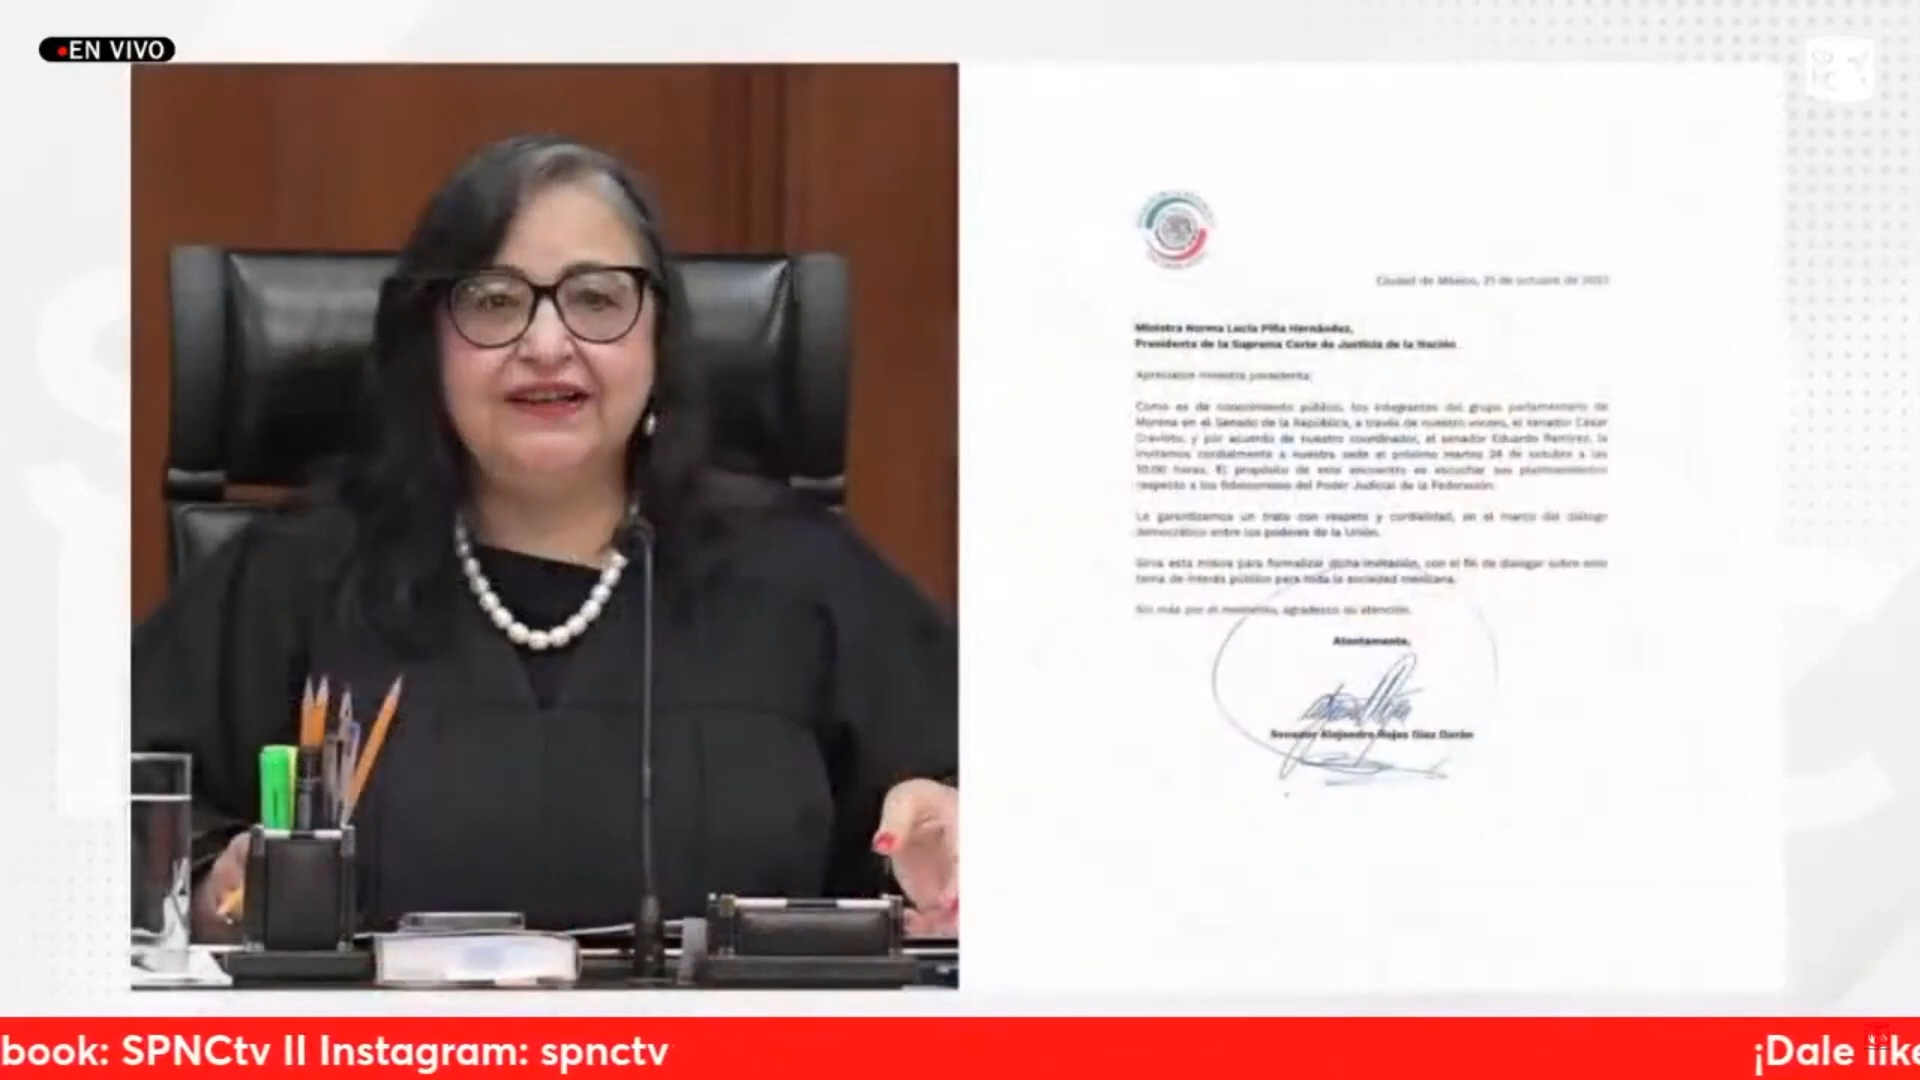 EN VIVO
Ciudad de México, 21 de octubre de 2023
Ministra Norma Lucía Piña Hernández,
Presidenta de la Suprema Corte de Justicia de la Nación
Apreciable ministra presidenta:
Como es de conocimiento público, los integrantes del grupo parlamentario de
Morena en el Senado de la República, a través de nuestro vocero, el senador César
Cravioto, y por acuerdo de nuestro coordinador, el senador Eduardo Ramírez, la
invitamos cordialmente a nuestra sede el próximo martes 24 de octubre a las
10:00 horas. El propósito de este encuentro es escuchar sus planteamientos
respecto a los fideicomisos del Poder Judicial de la Federación.
Le garantizamos un trato con respeto y cordialidad, en el marco del diálogo
democrático entre los poderes de la Unión.
Sirva esta misiva para formalizar dicha invitación, con el fin de dialogar sobre este
tema de interés público para toda la sociedad mexicana.
Sin más por el momento, agradezco su atención.
Atentamente,
Senador Alejandro Rojas Díaz Durán
book: SPNCtv II Instagram: spnctv
¡Dale like